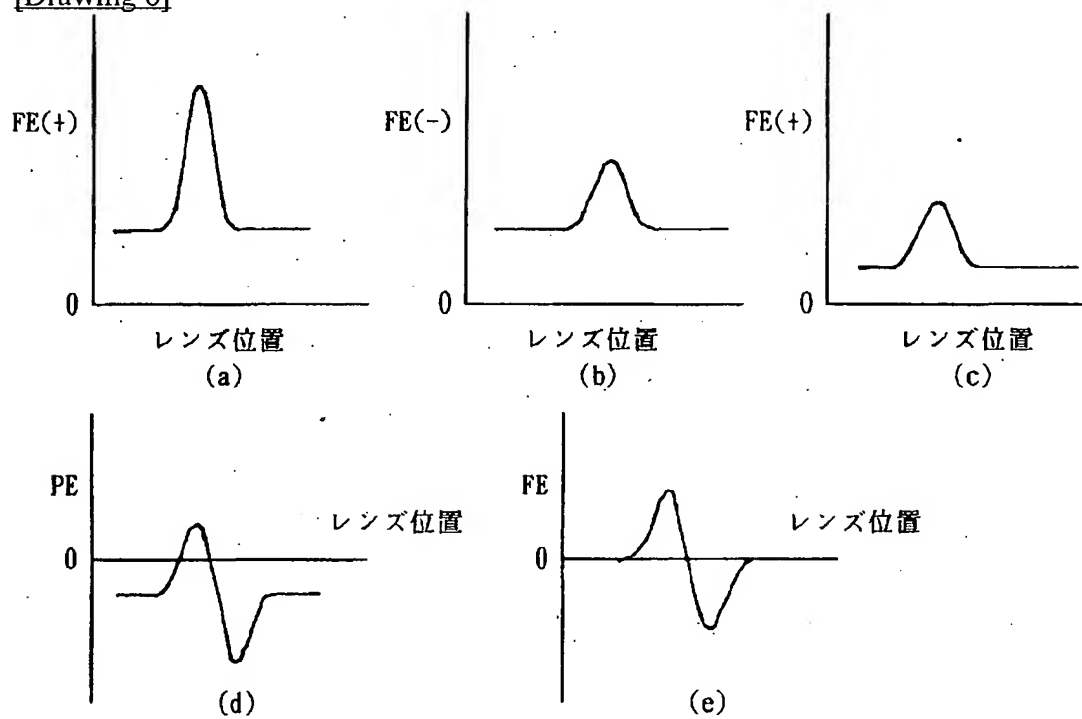 [Drawing 6]
FE(+)
0
レンズ位置
(a)
FE(-)
0
レンズ位置
(b)
FE(+)
0
レンズ位置
(c)
PE
0
レンズ位置
(d)
FE
0
レンズ位置
(e)